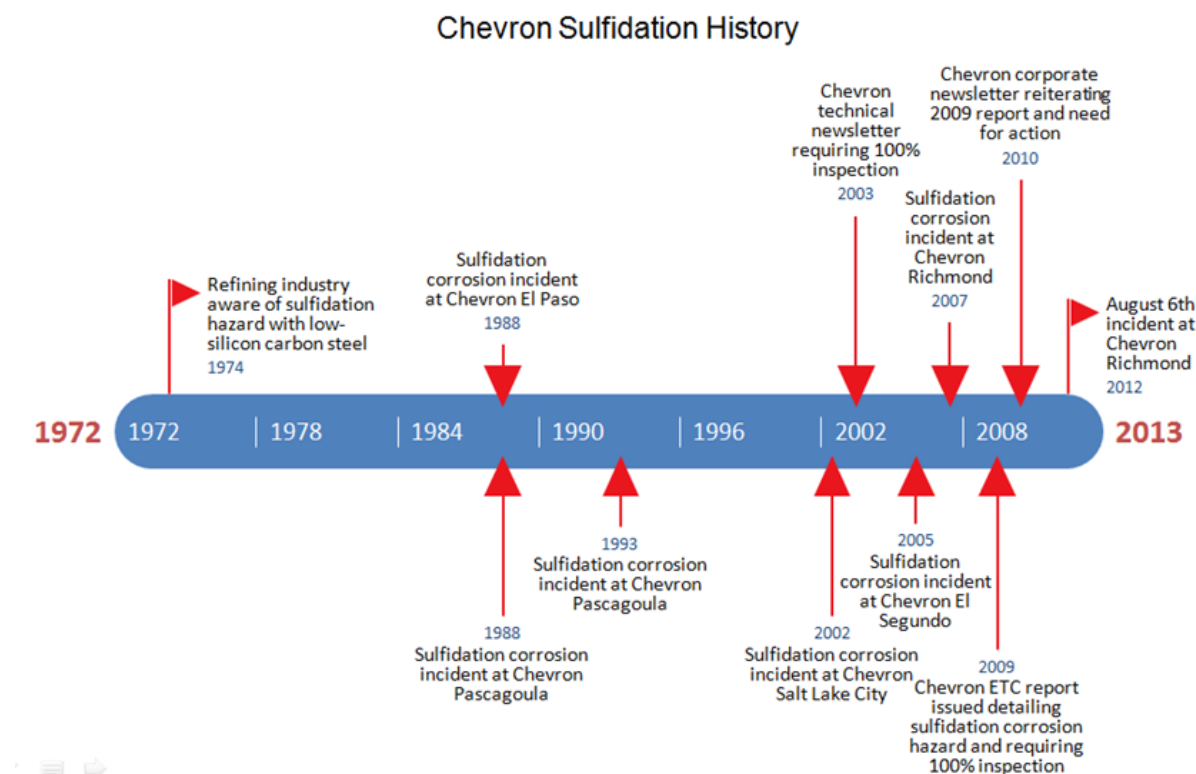 Chevron Sulfidation History
Chevron
technical
newsletter
requiring 100%
inspection
2003
Chevron corporate
newsletter reiterating
2009 report and need
for action
2010
Sulfidation
corrosion
incident at
Chevron
Richmond
2007
Sulfidation
corrosion incident
at Chevron El Paso
1988
Refining industry
aware of sulfidation
hazard with low-
silicon carbon steel
1974
August 6th
incident at
Chevron
Richmond
2012
1972
1972
1978
1984
1990
1996
2002
2008
2013
1993
Sulfidation corrosion
incident at Chevron
Pascagoula
2005
Sulfidation
corrosion incident
at Chevron El
Segundo
1988
Sulfidation corrosion
incident at Chevron
Pascagoula
2002
Sulfidation corrosion
incident at Chevron
Salt Lake City
2009
Chevron ETC report
issued detailing
sulfidation corrosion
hazard and requiring
100% inspection